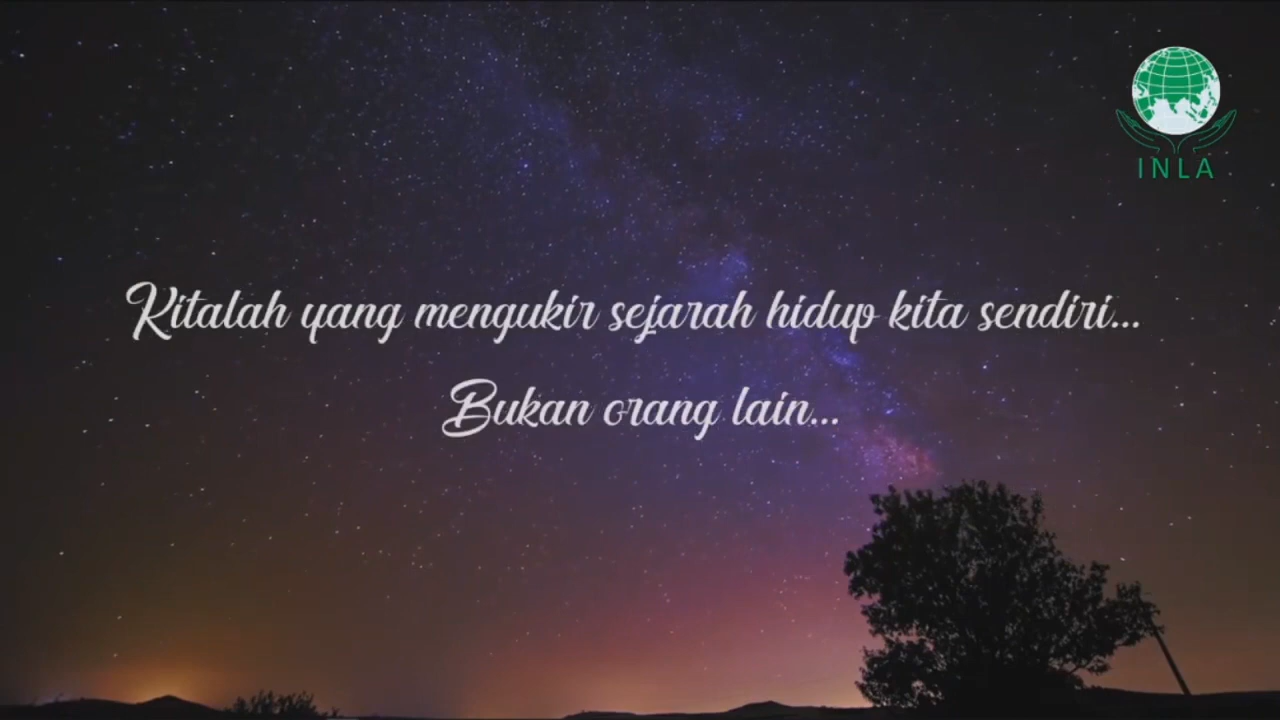 INLA
Kitalah yang mengukir sejarah hidup kita sendiri...
Bukan orang lain...